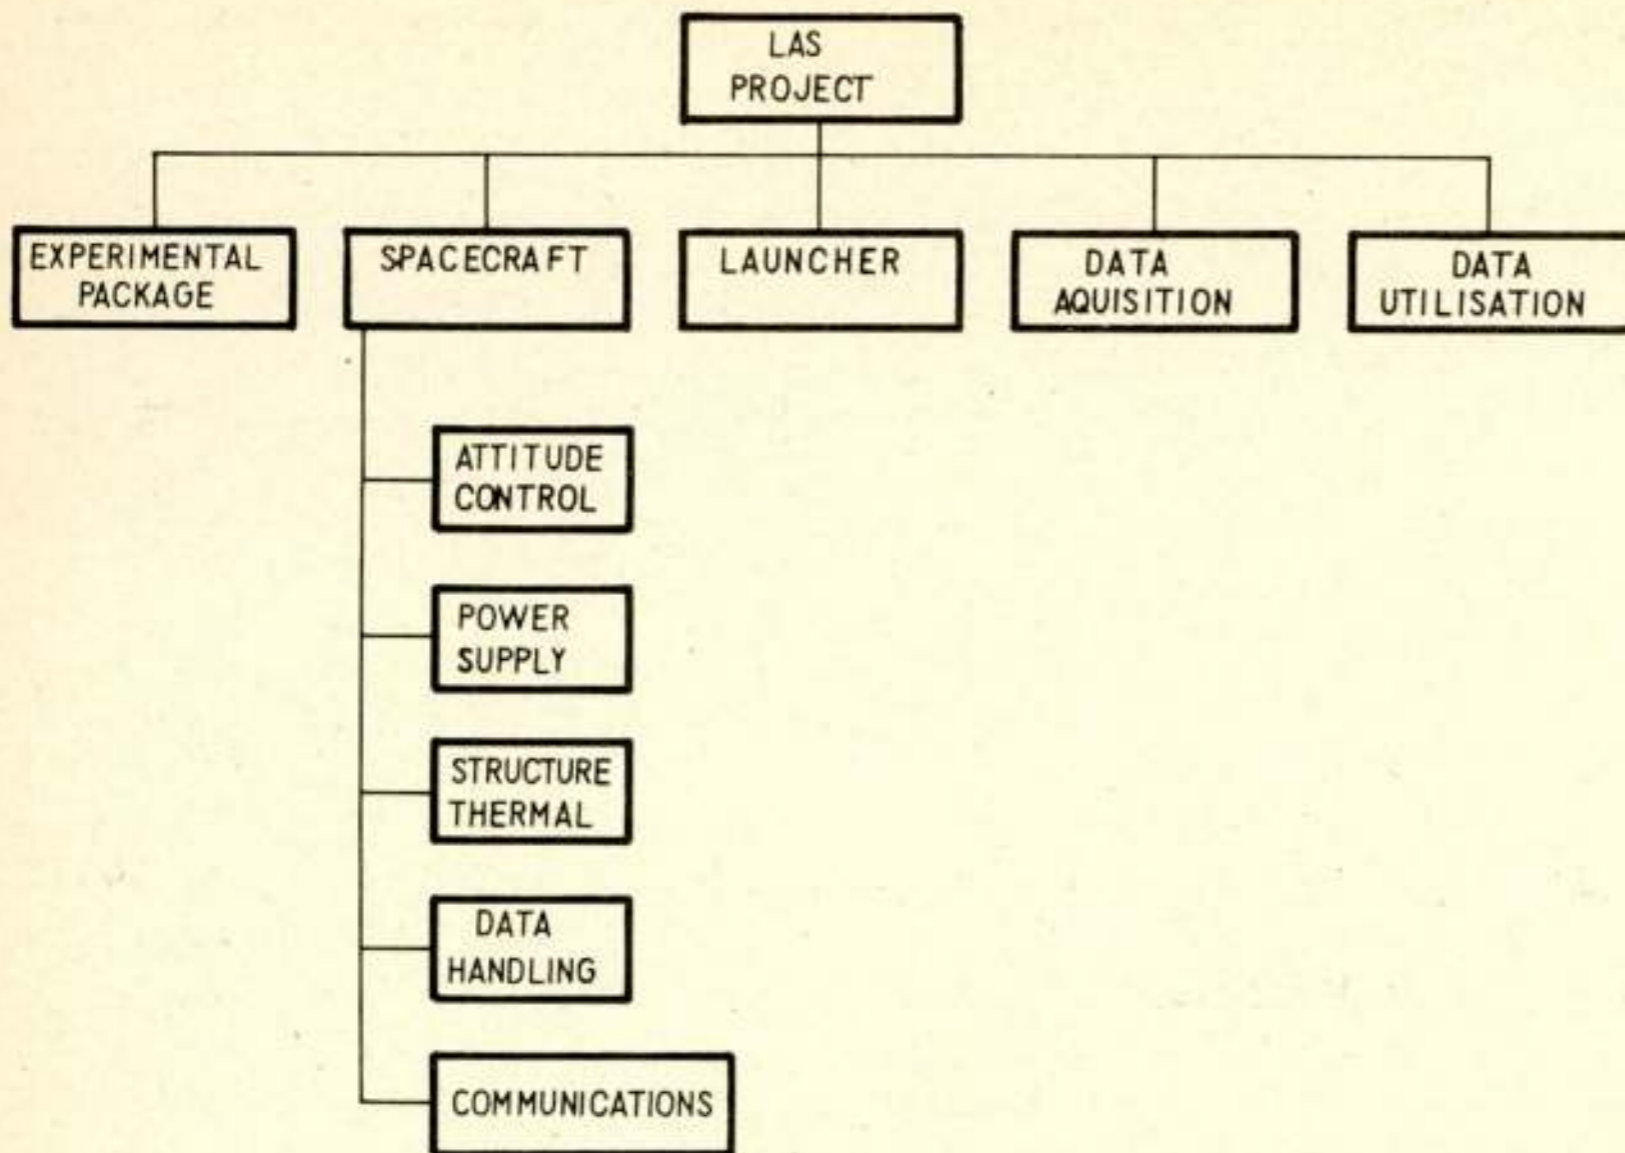 LAS
PROJECT
EXPERIMENTAL
PACKAGE
SPACECRAFT
LAUNCHER
DATA
AQUISITION
DATA
UTILISATION
ATTITUDE
CONTROL
POWER
SUPPLY
STRUCTURE
THERMAL
DATA
HANDLING
COMMUNICATIONS